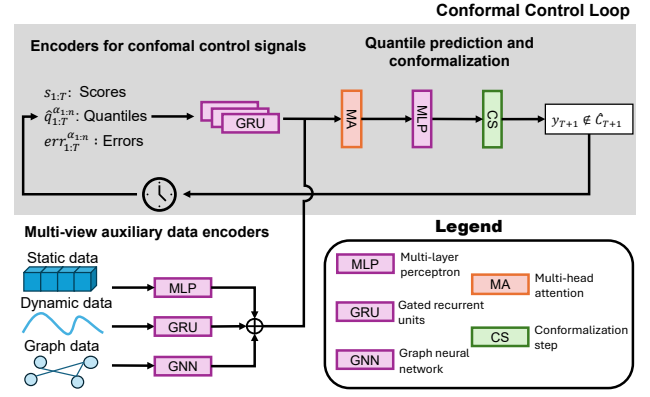 Conformal Control Loop
Encoders for confomal control signals
Quantile prediction and
conformalization
s₁:T: Scores
q̂₁:T^α₁:n: Quantiles
err₁:T^α₁:n : Errors
GRU
MA
MLP
CS
y_T+1 ∉ Ĉ_T+1
Multi-view auxiliary data encoders
Static data
MLP
Dynamic data
GRU
Graph data
GNN
Legend
MLP
Multi-layer
perceptron
GRU
Gated recurrent
units
GNN
Graph neural
network
MA
Multi-head
attention
CS
Conformalization
step